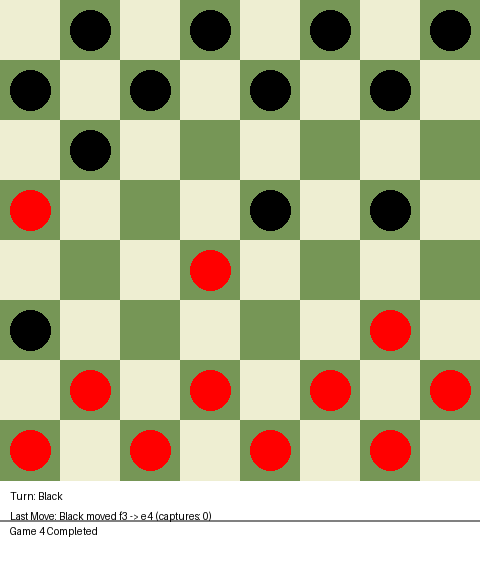 Turn: Black
Last Move: Black moved f3 -> e4 (captures: 0)
Game 4 Completed